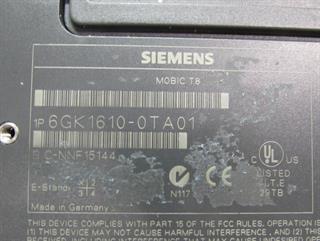 SIEMENS
MOBIC T8
1P 6GK1610-0TA01
C-NNF15144
E-Stand:
N117
LISTED
I.T.E
29TB
Made in Germany
THIS DEVICE COMPLIES WITH PART 15 OF THE FCC RULES. OPERATION IS
(1) THIS DEVICE MAY NOT CAUSE HARMFUL INTERFERENCE, AND (2) THIS